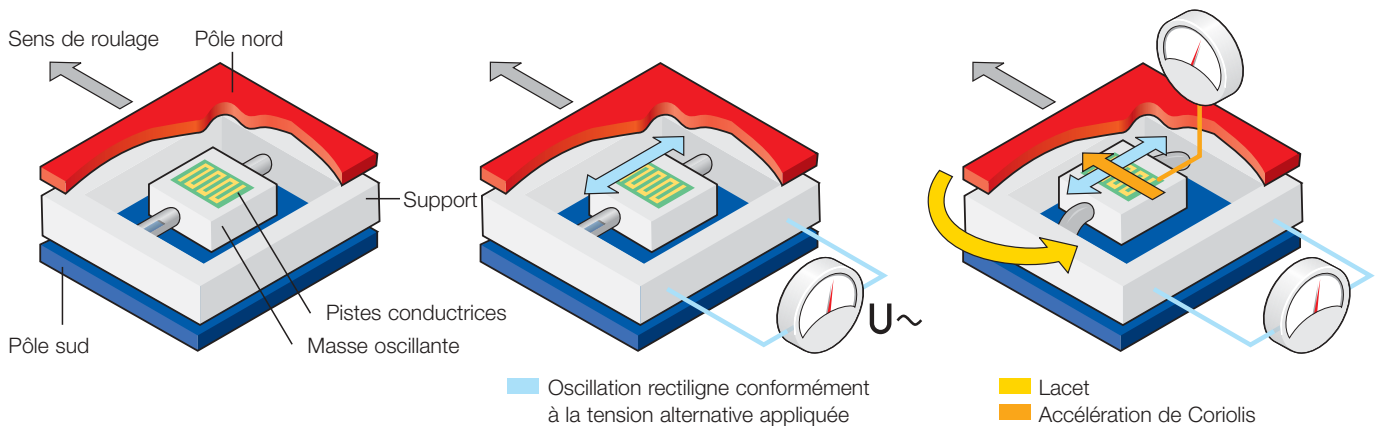 Sens de roulage
Pôle nord
Support
Pistes conductrices
Masse oscillante
Pôle sud
U~
Oscillation rectiligne conformément
à la tension alternative appliquée
Lacet
Accélération de Coriolis